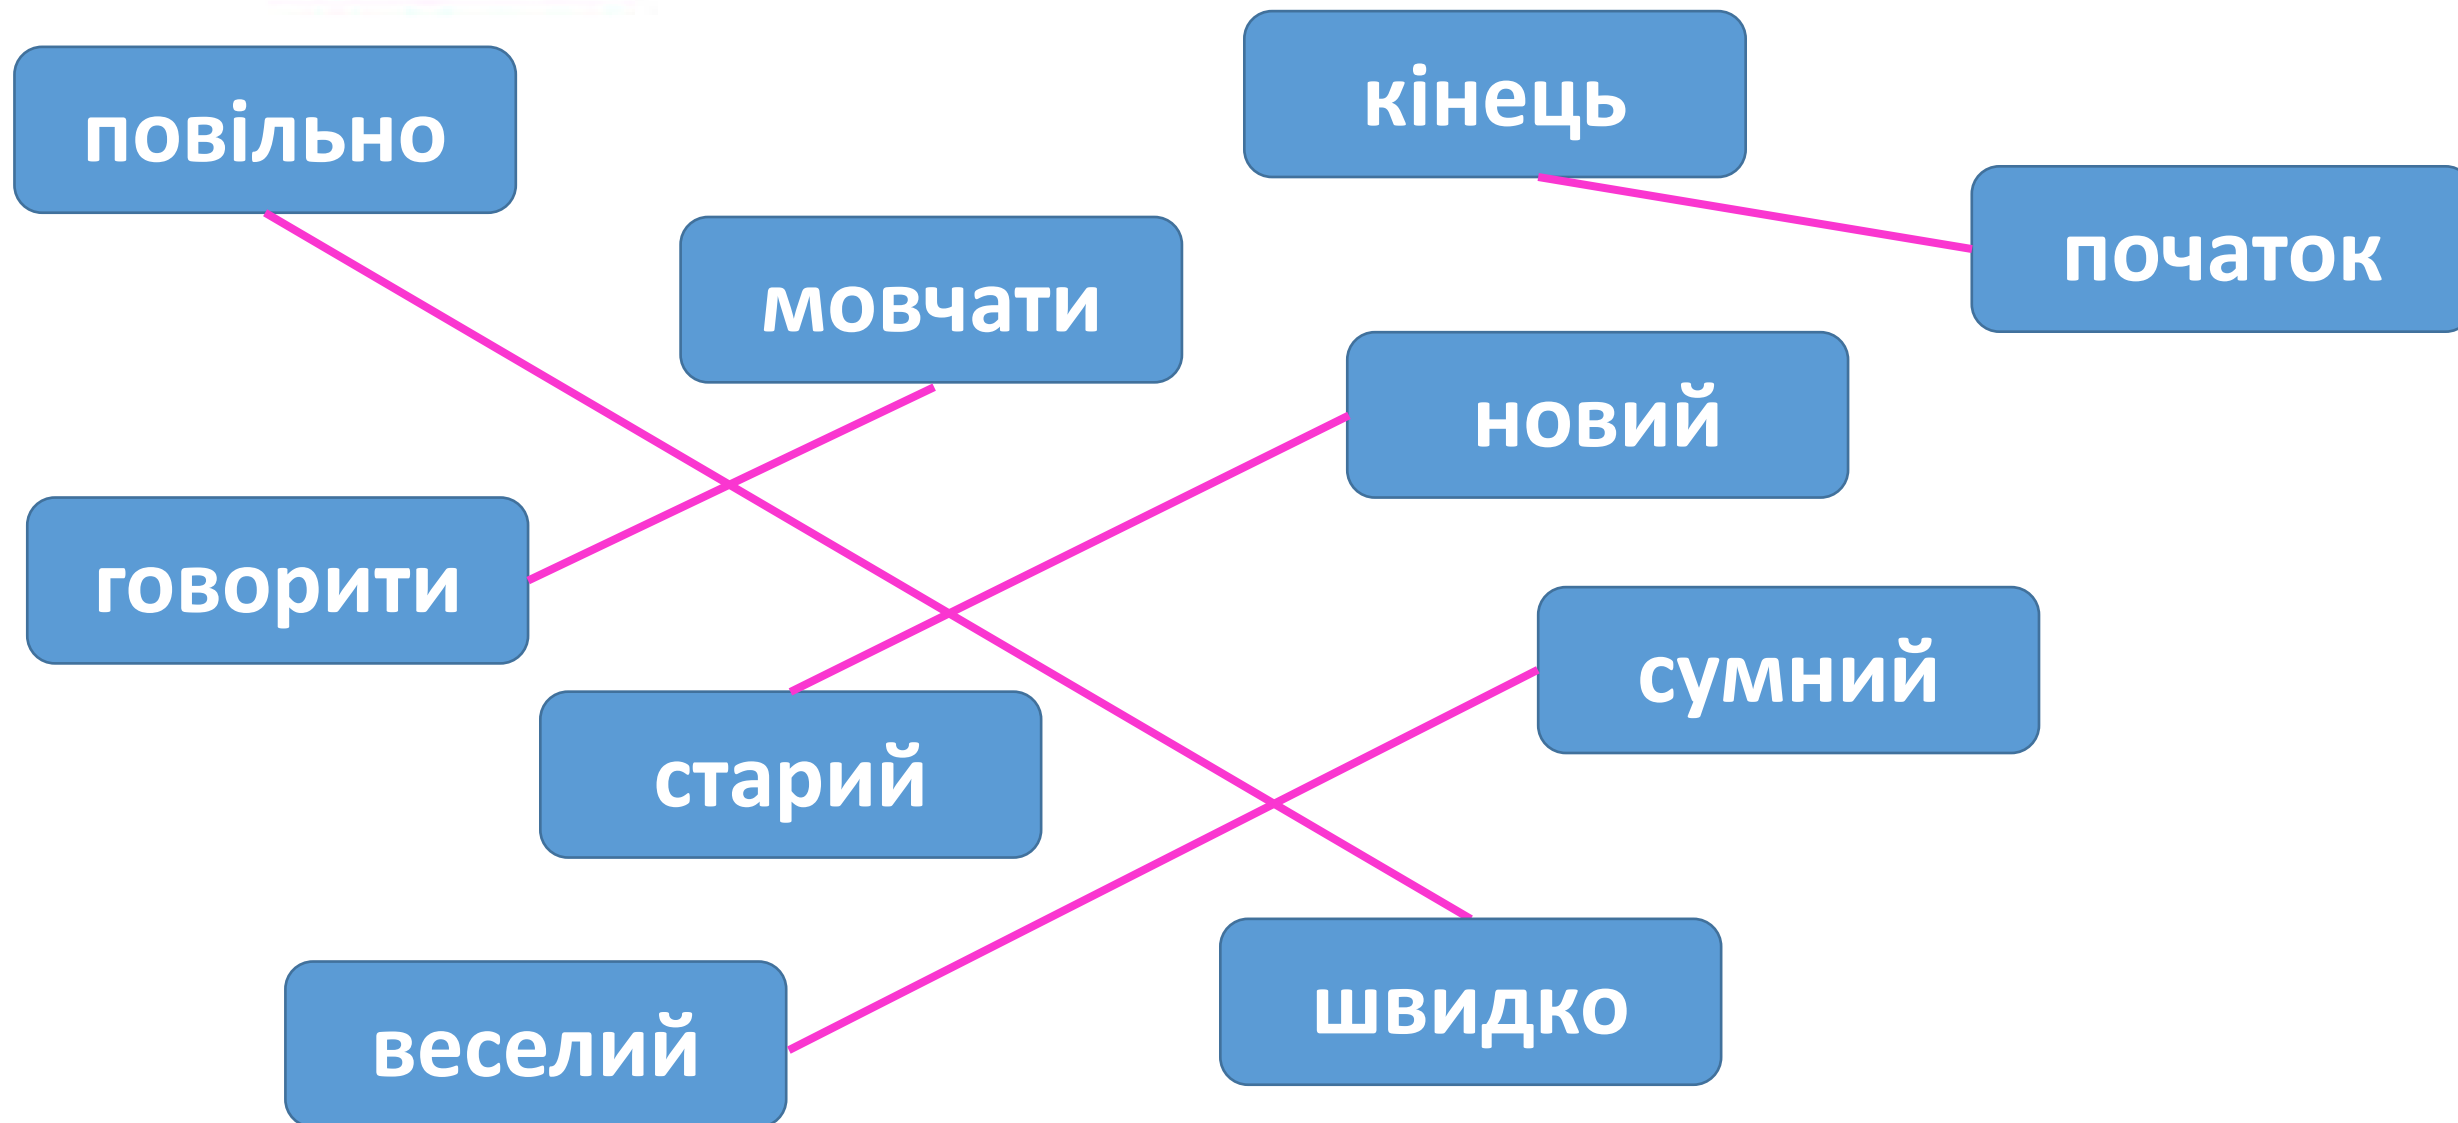 кінець
повільно
початок
мовчати
новий
говорити
сумний
старий
швидко
веселий